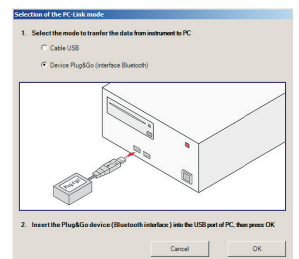 Selection of the PC-Link mode
1. Select the mode to tranfer the data from instrument to PC
Cable USB
Device Plug&Go (interface Bluetooth)
Plug&Go
2. Insert the Plug&Go device (Bluetooth interface ) into the USB port of PC, then press OK
Cancel OK